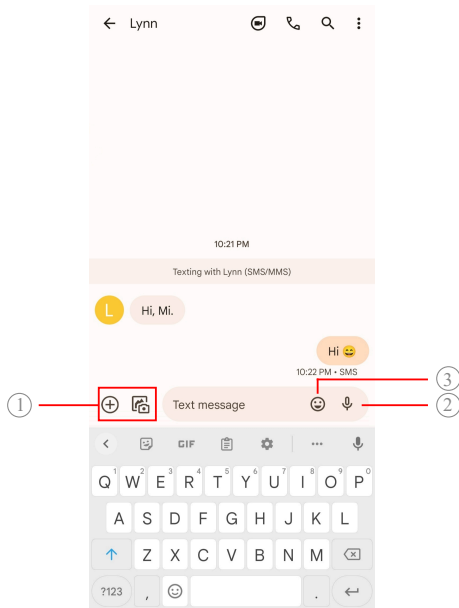 Lynn
10:21 PM
Texting with Lynn (SMS/MMS)
L
Hi, Mi.
Hi 😄
10:22 PM • SMS
③
① Text message ②
GIF
Q1 W2 E3 R4 T5 Y6 U7 I8 O9 P0
A S D F G H J K L
Z X C V B N M
?123 , .